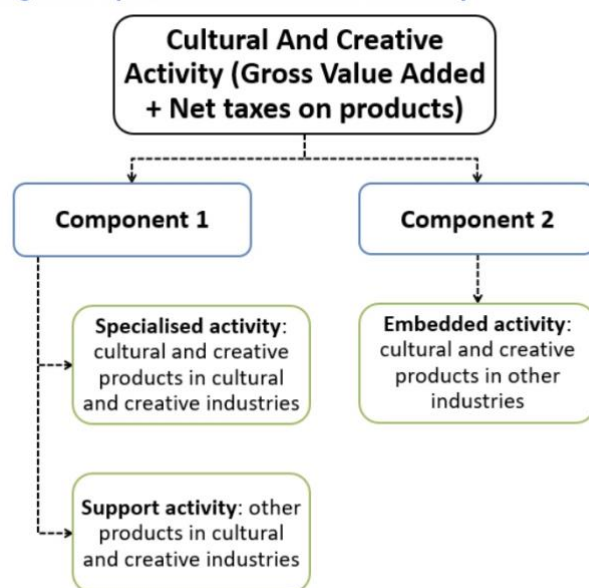 Cultural And Creative
Activity (Gross Value Added
+ Net taxes on products)
Component 1
Component 2
Specialised activity:
cultural and creative
products in cultural
and creative industries
Embedded activity:
cultural and creative
products in other
industries
Support activity: other
products in cultural
and creative industries